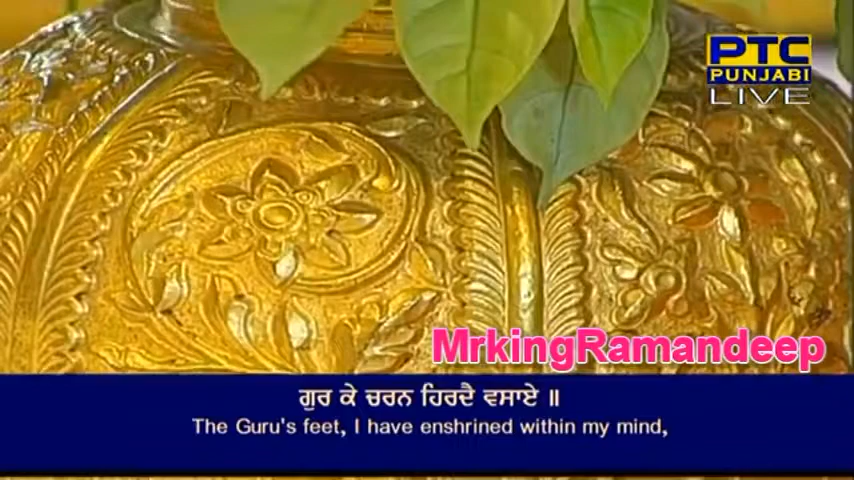 PTC
PUNJABI
LIVE
MrkingRamandeep
ਗੁਰ ਕੇ ਚਰਨ ਹਿਰਦੈ ਵਸਾਏ ॥
The Guru's feet, I have enshrined within my mind,